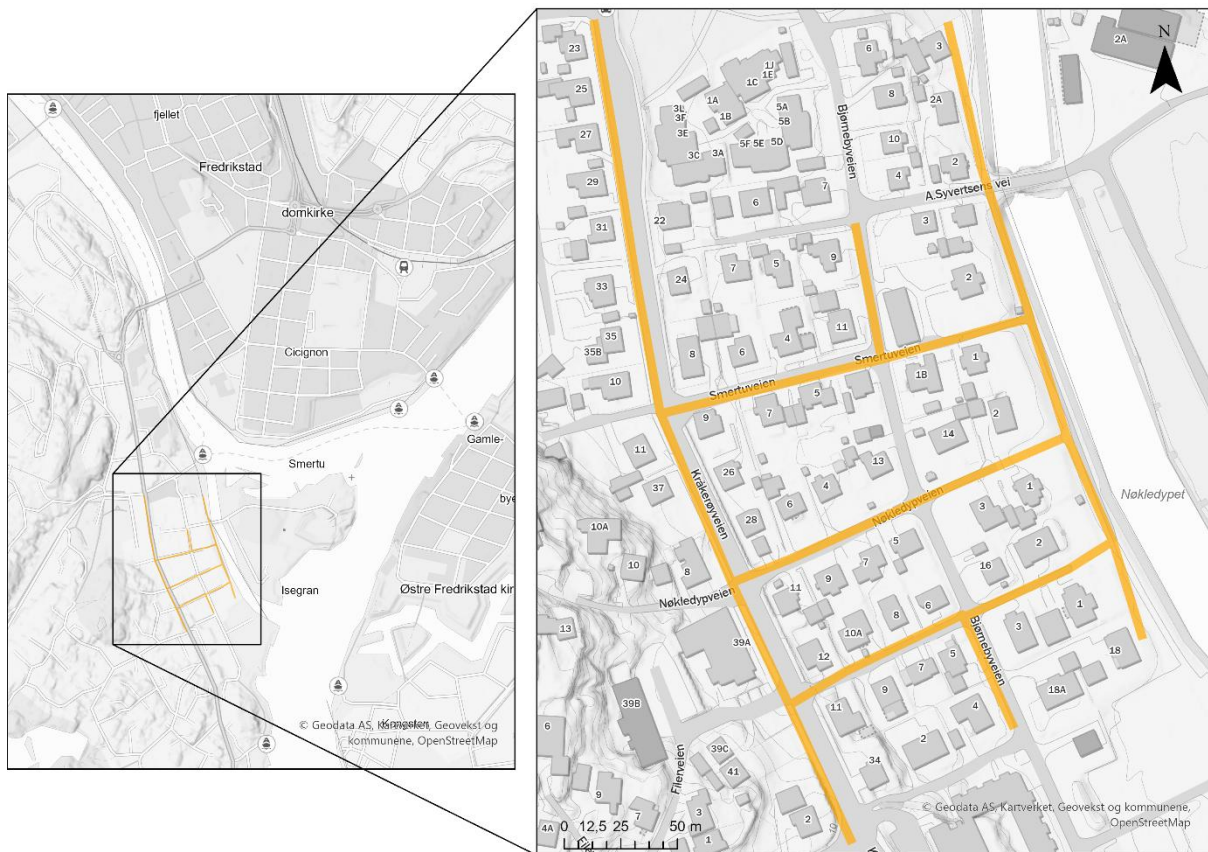 fjellet
Fredrikstad
domkirke
Cicignon
Gamle-
bye
Smertu
Isegran
Østre Fredrikstad kir
Kongsten
© Geodata AS, Kartverket, Geovekst og
kommunene, OpenStreetMap
N
2A
23
25
27
29
31
33
35
35B
10
1J
1E
1C
1A
1B
3L
3F
3E
3C
3A
5A
5B
5F 5E 5D
6
7
22
24
7
5
9
8
6
4
11
Bjørnebyveien
6
3
8
2A
10
4
2
A.Syvertsens vei
3
2
Smertuveien
Smertuveien
9
7
5
1B
1
2
14
13
4
6
26
28
11
37
Kråkerøyveien
Nøkledypveien
Nøkledypet
10A
10
8
Nøkledypveien
13
11
9
7
5
3
1
2
16
6
8
10A
12
39A
39B
Bjørnebyveien
3
1
18
18A
5
7
9
11
4
2
34
6
9
7
4A
Filerveien
39C
41
3
1
2
10
© Geodata AS, Kartverket, Geovekst og kommunene,
OpenStreetMap
0 12,5 25 50 m